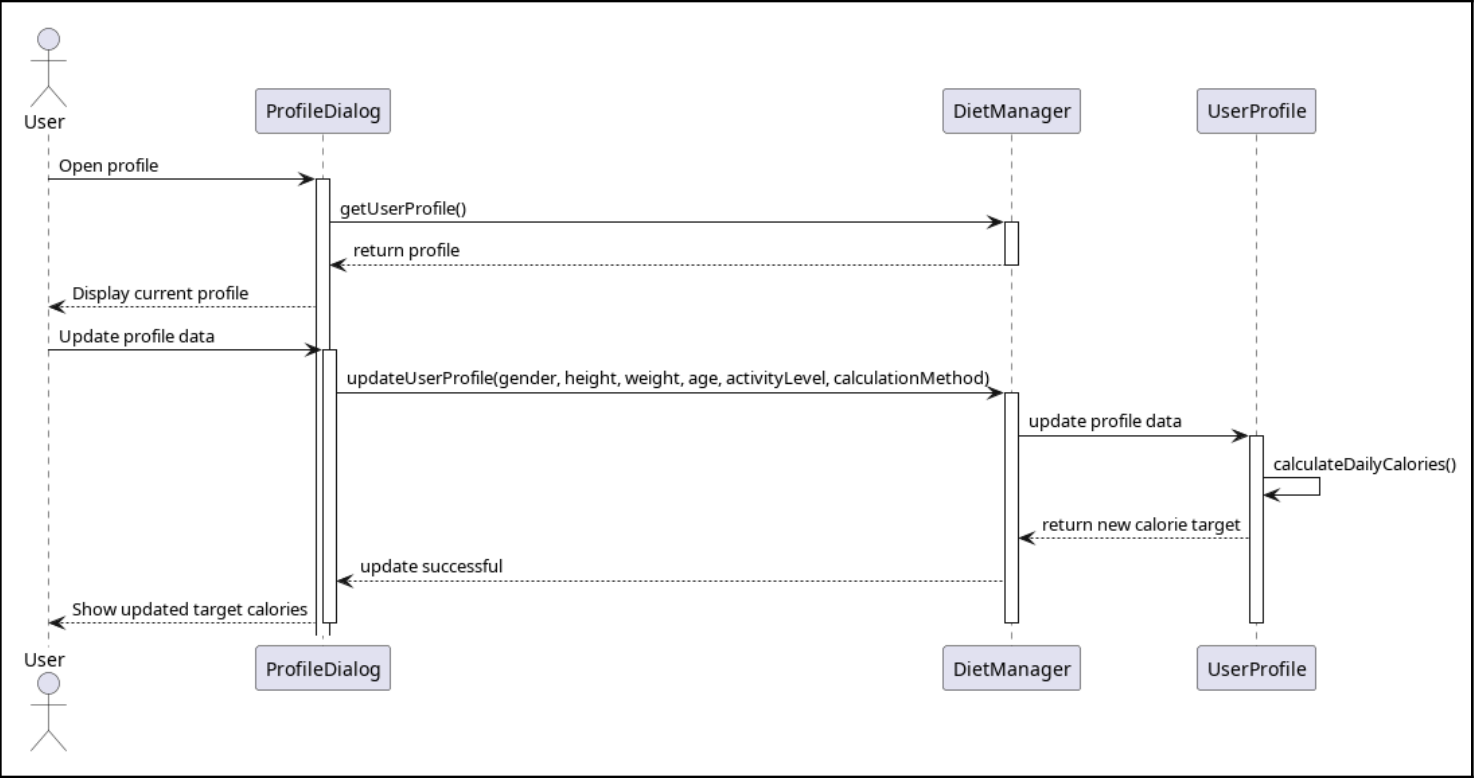 User
ProfileDialog
DietManager
UserProfile
Open profile
getUserProfile()
return profile
Display current profile
Update profile data
updateUserProfile(gender, height, weight, age, activityLevel, calculationMethod)
update profile data
calculateDailyCalories()
return new calorie target
update successful
Show updated target calories
User
ProfileDialog
DietManager
UserProfile